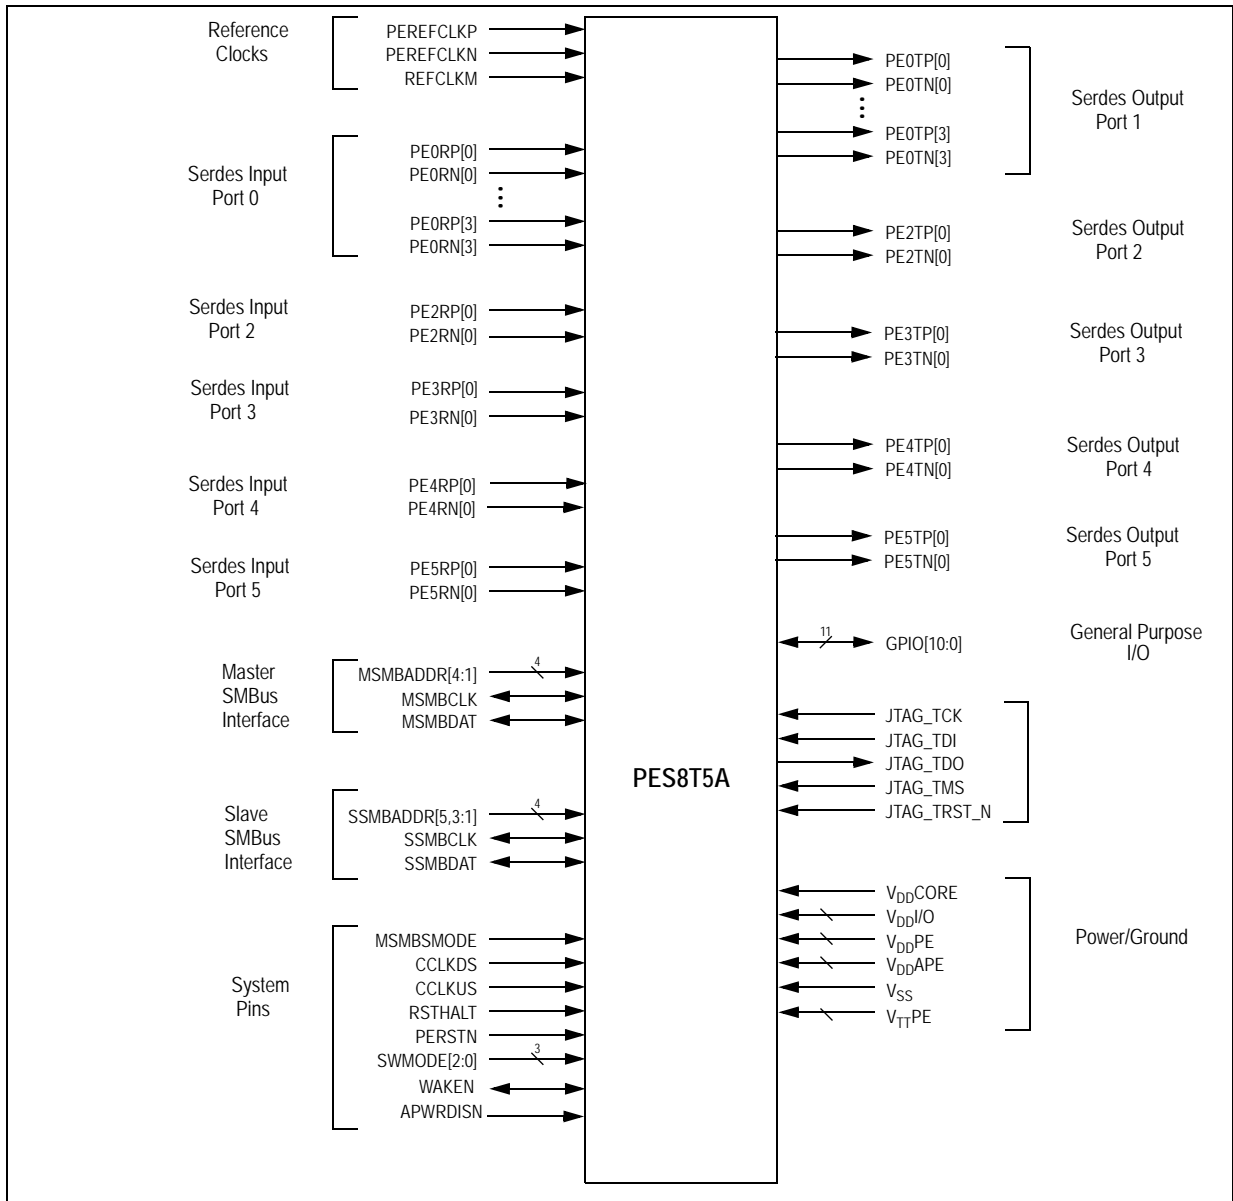 Reference
Clocks
PEREFCLKP
PEREFCLKN
REFCLKM
Serdes Input
Port 0
PE0RP[0]
PE0RN[0]
PE0RP[3]
PE0RN[3]
Serdes Input
Port 2
PE2RP[0]
PE2RN[0]
Serdes Input
Port 3
PE3RP[0]
PE3RN[0]
Serdes Input
Port 4
PE4RP[0]
PE4RN[0]
Serdes Input
Port 5
PE5RP[0]
PE5RN[0]
Master
SMBus
Interface
MSMBADDR[4:1]
4
MSMBCLK
MSMBDAT
Slave
SMBus
Interface
SSMBADDR[5,3:1]
4
SSMBCLK
SSMBDAT
System
Pins
MSMBSMODE
CCLKDS
CCLKUS
RSTHALT
PERSTN
SWMODE[2:0]
3
WAKEN
APWRDISN
PES8T5A
PE0TP[0]
PE0TN[0]
PE0TP[3]
PE0TN[3]
Serdes Output
Port 1
PE2TP[0]
PE2TN[0]
Serdes Output
Port 2
PE3TP[0]
PE3TN[0]
Serdes Output
Port 3
PE4TP[0]
PE4TN[0]
Serdes Output
Port 4
PE5TP[0]
PE5TN[0]
Serdes Output
Port 5
11
GPIO[10:0]
General Purpose
I/O
JTAG_TCK
JTAG_TDI
JTAG_TDO
JTAG_TMS
JTAG_TRST_N
VDDCORE
VDDI/O
VDDPE
VDDAPE
VSS
VTTPE
Power/Ground